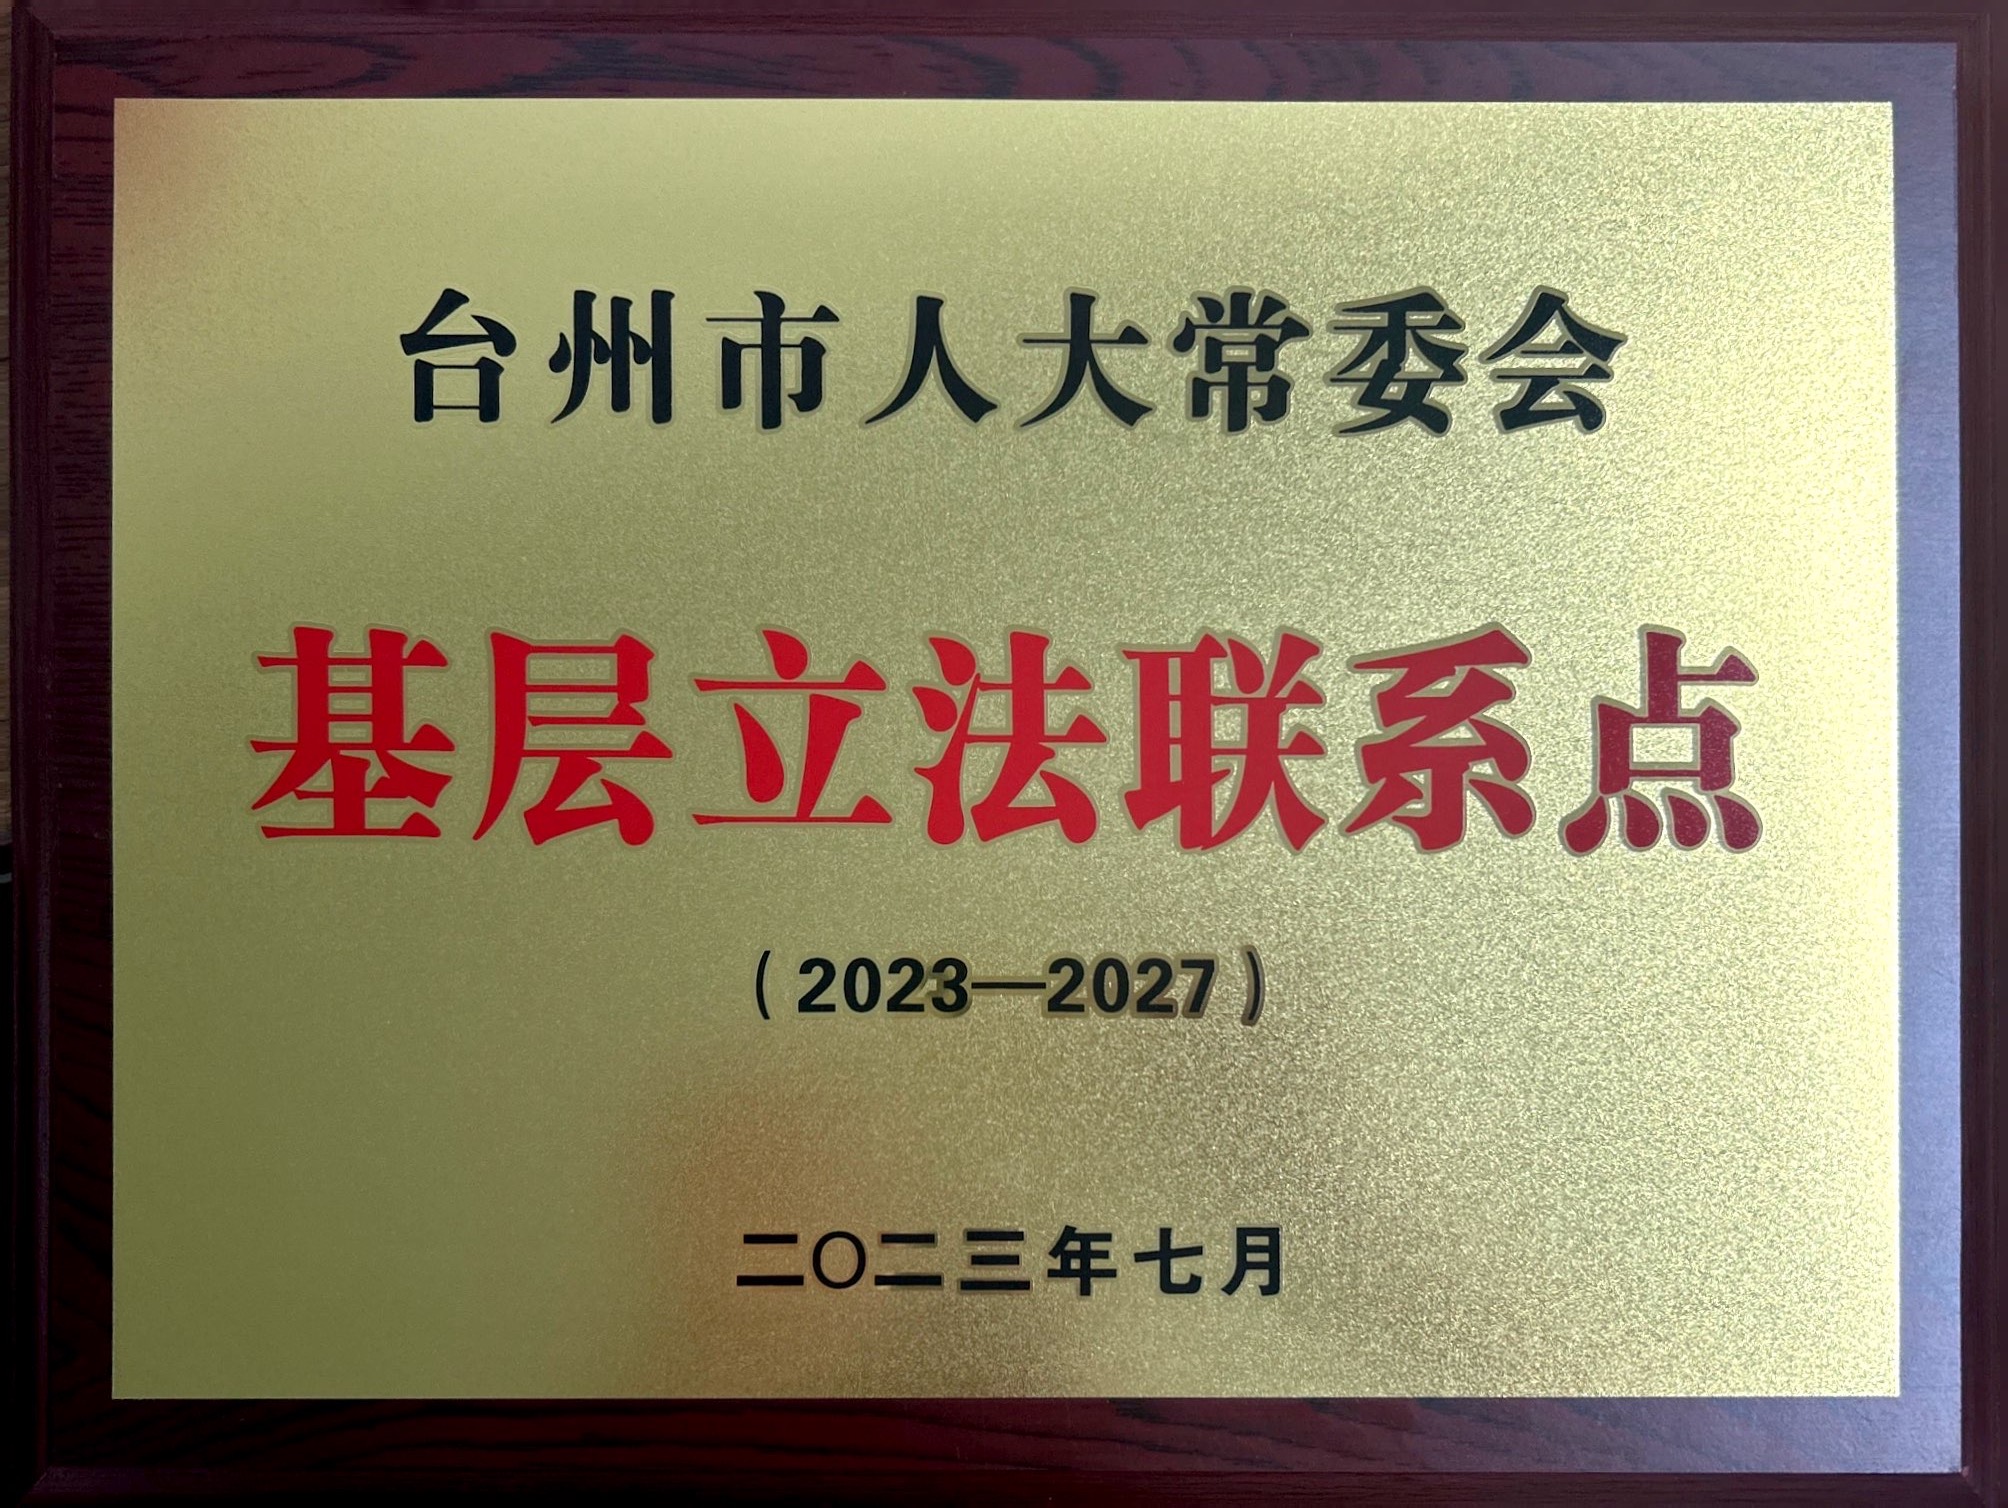 台州市人大常委会
基层立法联系点
（2023—2027）
二〇二三年七月